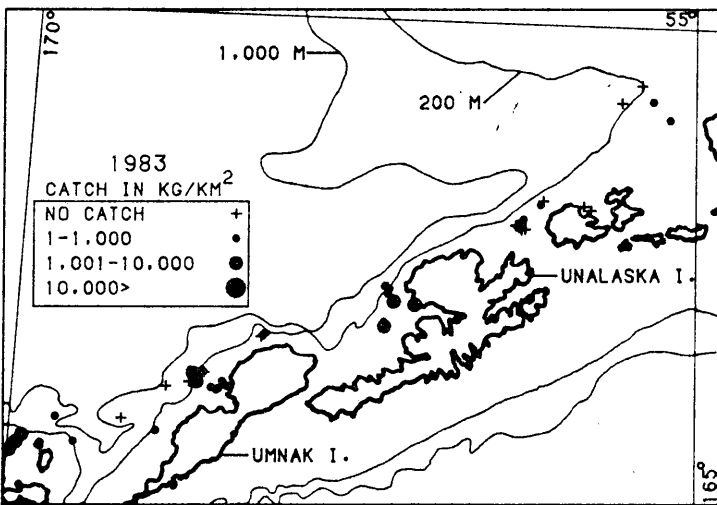 170°
55°
1,000 M
200 M
1983
CATCH IN KG/KM²
NO CATCH +
1-1.000
1.001-10.000
10.000>
UNALASKA I.
UMNAK I.
165°